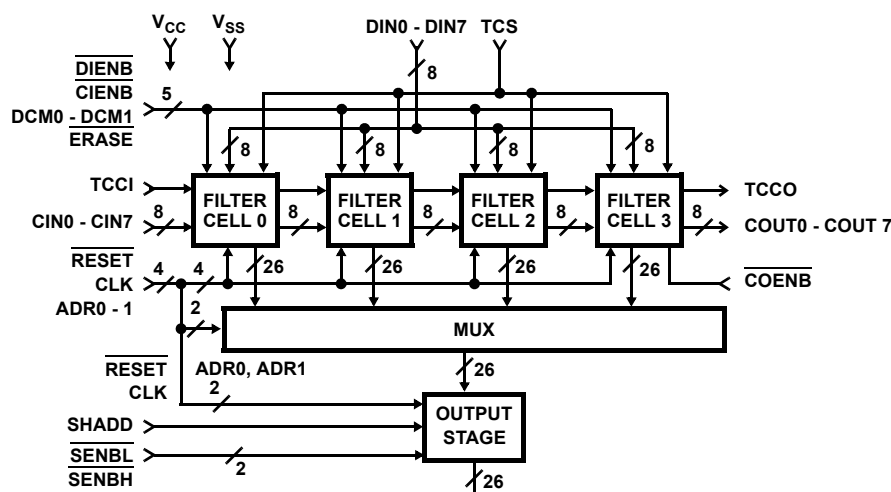 VCC VSS DIN0 - DIN7 TCS
DIENB
CIENB
5
8
DCM0 - DCM1
ERASE
8 8 8 8
TCCI
FILTER CELL 0
FILTER CELL 1
FILTER CELL 2
FILTER CELL 3
TCCO
CIN0 - CIN7
8 8 8 8 8
COUT0 - COUT 7
RESET
CLK
ADR0 - 1
4 4
26 26 26 26
COENB
2
MUX
RESET
CLK
ADR0, ADR1
2
26
OUTPUT
STAGE
SHADD
SENBL
SENBH
2
26